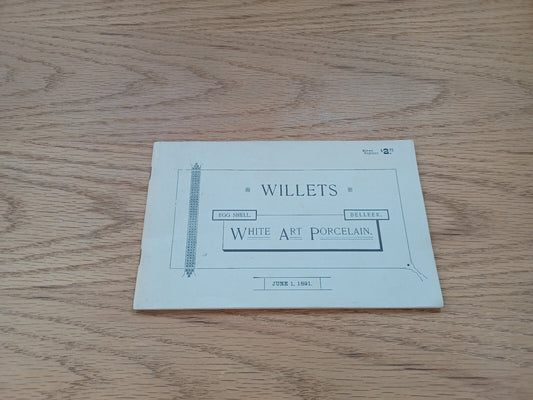 WILLETS
EGG SHELL. BELLEEK.
WHITE ART PORCELAIN.
JUNE 1, 1891.